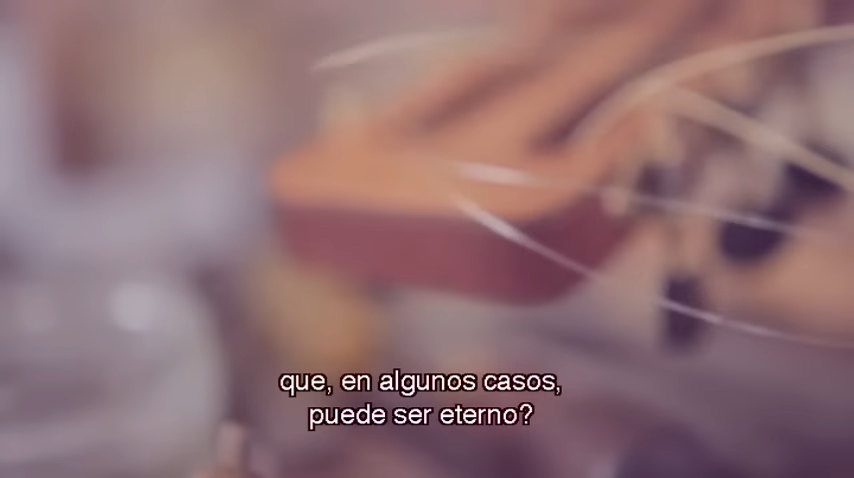 que, en algunos casos,
puede ser eterno?